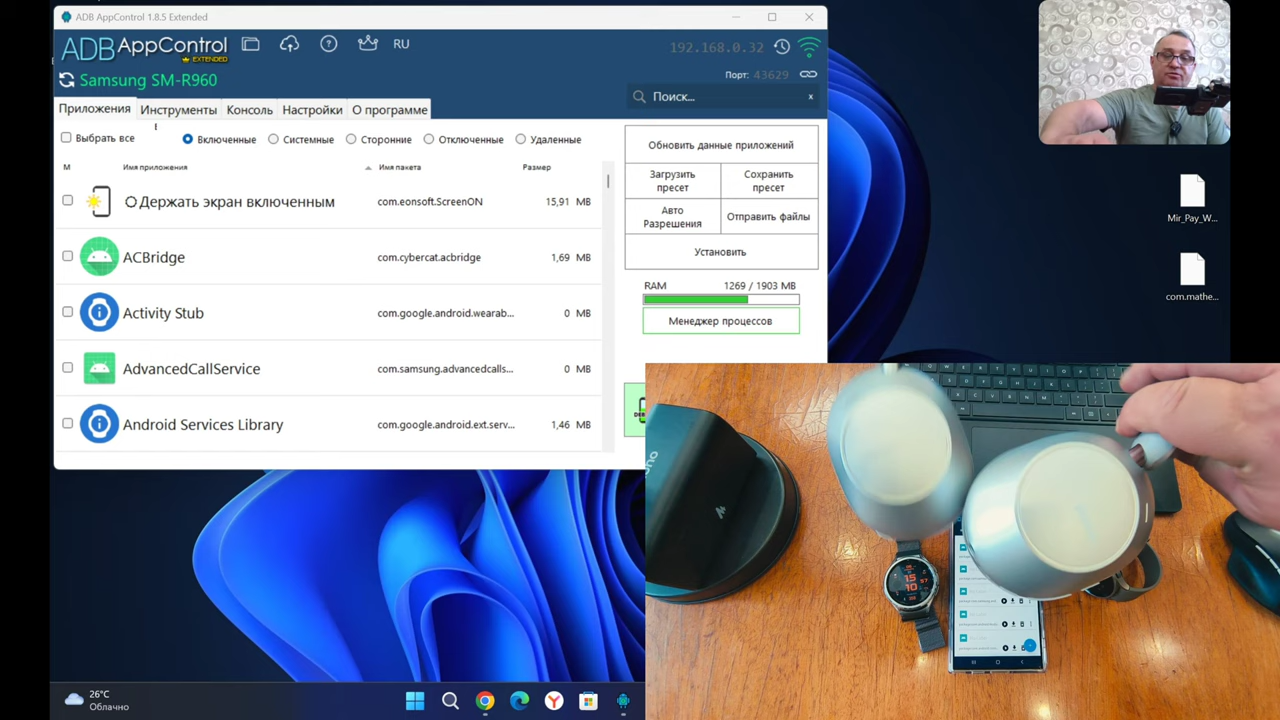 ADB AppControl 1.8.5 Extended
ADB AppControl
EXTENDED
RU
192.168.0.32
Samsung SM-R960
Порт: 43629
Поиск...
x
Приложения
Инструменты
Консоль
Настройки
О программе
Выбрать все
Включенные
Системные
Сторонние
Отключенные
Удаленные
М
Имя приложения
Имя пакета
Размер
Держать экран включенным
com.eonsoft.ScreenON
15,91 MB
ACBridge
com.cybercat.acbridge
1,69 MB
Activity Stub
com.google.android.wearab...
0 MB
AdvancedCallService
com.samsung.advancedcalls...
0 MB
Android Services Library
com.google.android.ext.serv...
1,46 MB
Обновить данные приложений
Загрузить
пресет
Сохранить
пресет
Авто
Разрешения
Отправить файлы
Установить
RAM
1269 / 1903 MB
Менеджер процессов
Mir_Pay_W...
com.mathe...
15
10
26°C
Облачно